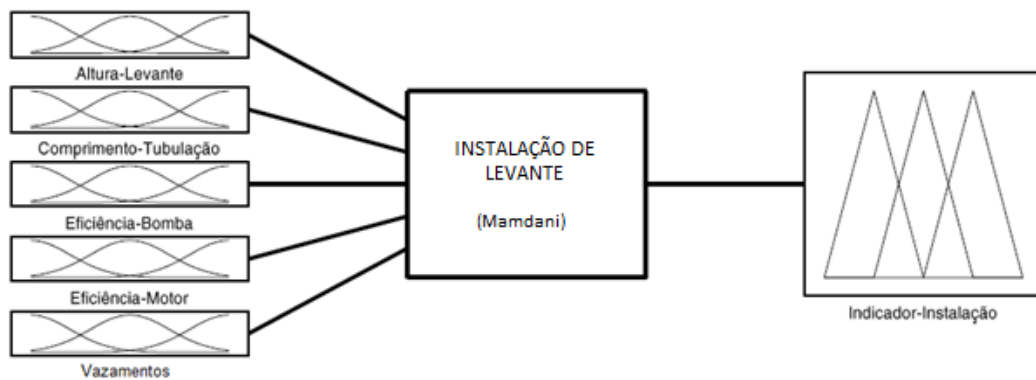 Altura-Levante
Comprimento-Tubulação
Eficiência-Bomba
Eficiência-Motor
Vazamentos
INSTALAÇÃO DE
LEVANTE
(Mamdani)
Indicador-Instalação